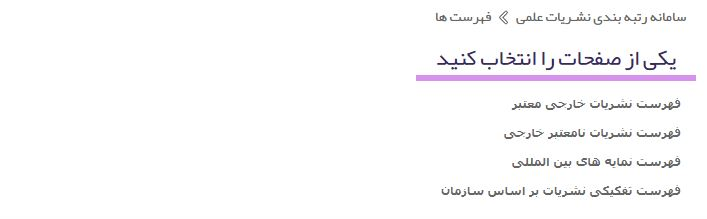 سامانه رتبه بندی نشریات علمی » فهرست ها
یکی از صفحات را انتخاب کنید
فهرست نشریات خارجی معتبر
فهرست نشریات نامعتبر خارجی
فهرست نمایه های بین المللی
فهرست تفکیکی نشریات بر اساس سازمان